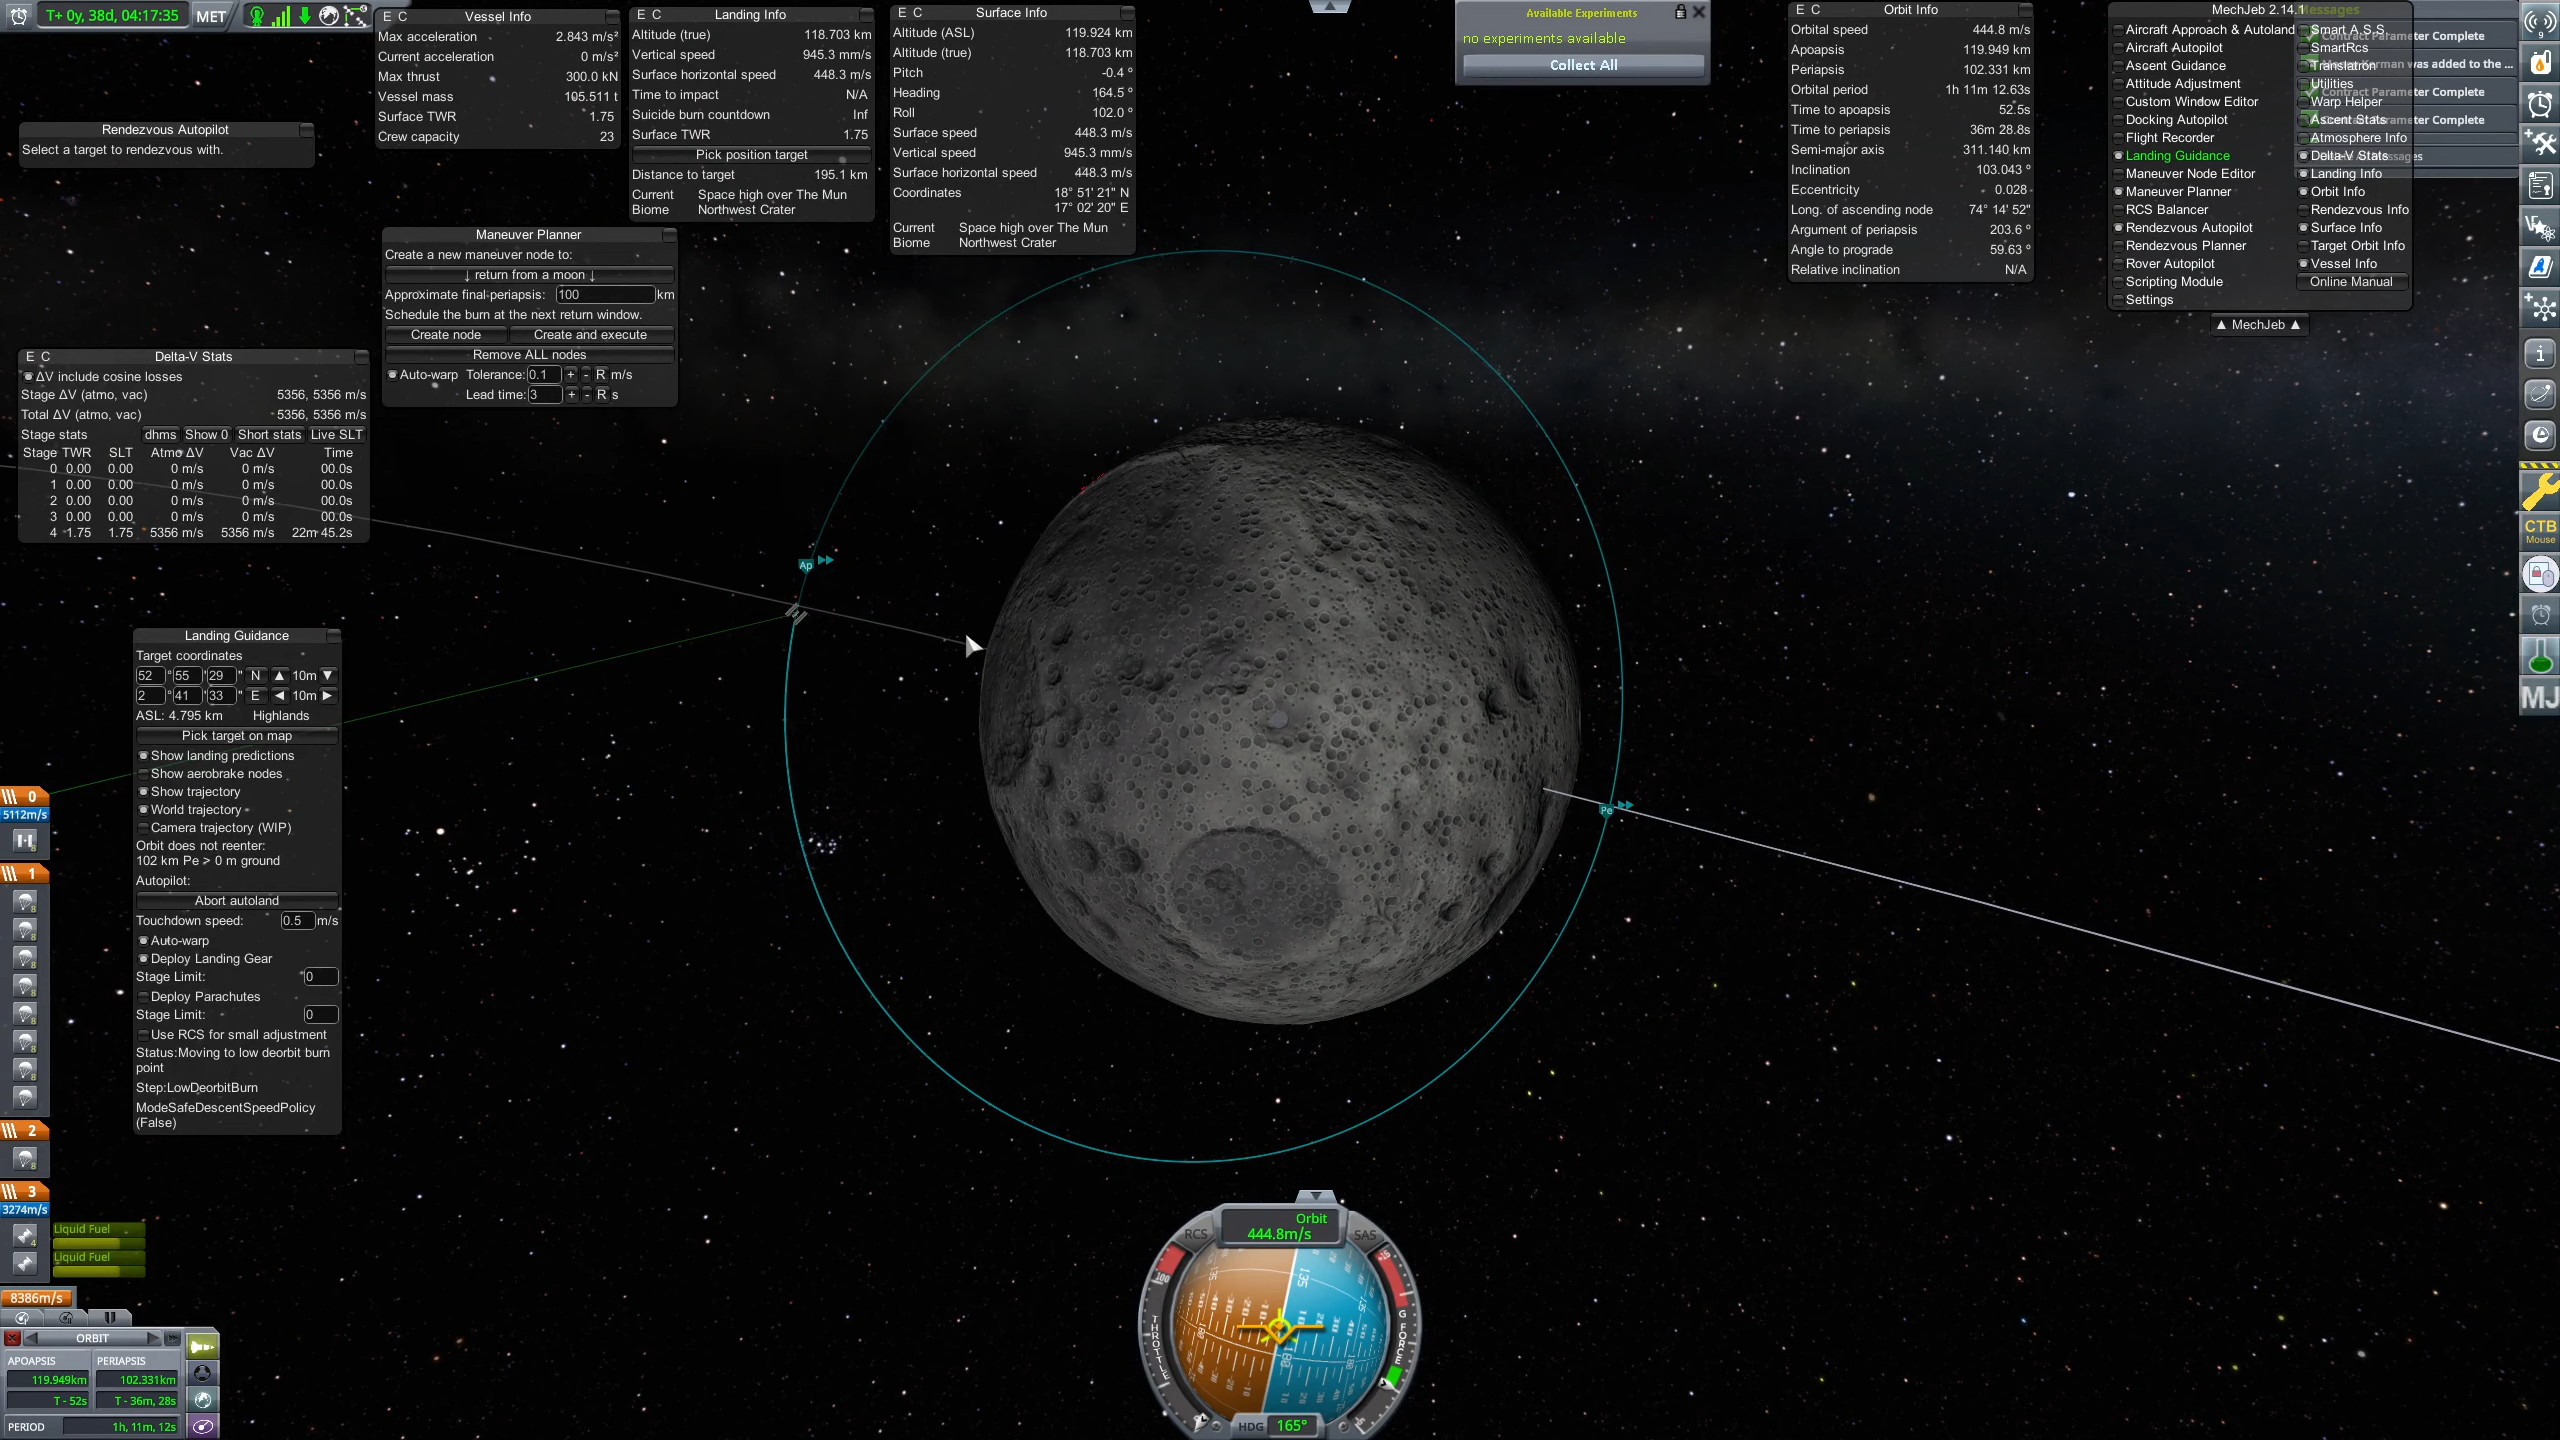 T+ 0y, 38d, 04:17:35 MET
Rendezvous Autopilot
Select a target to rendezvous with.
E C Vessel Info
Max acceleration 2.843 m/s²
Current acceleration 0 m/s²
Max thrust 300.0 kN
Vessel mass 105.511 t
Surface TWR 1.75
Crew capacity 23
E C Landing Info
Altitude (true) 118.703 km
Vertical speed 945.3 mm/s
Surface horizontal speed 448.3 m/s
Time to impact N/A
Suicide burn countdown Inf
Surface TWR 1.75
Pick position target
Distance to target 195.1 km
Current Biome Space high over The Mun Northwest Crater
E C Surface Info
Altitude (ASL) 119.924 km
Altitude (true) 118.703 km
Pitch -0.4 º
Heading 164.5 º
Roll 102.0 º
Surface speed 448.3 m/s
Vertical speed 945.3 mm/s
Surface horizontal speed 448.3 m/s
Coordinates 18° 51' 21" N
17° 02' 20" E
Current Biome Space high over The Mun Northwest Crater
Available Experiments
no experiments available
Collect All
E C Orbit Info
Orbital speed 444.8 m/s
Apoapsis 119.949 km
Periapsis 102.331 km
Orbital period 1h 11m 12.63s
Time to apoapsis 52.5s
Time to periapsis 36m 28.8s
Semi-major axis 311.140 km
Inclination 103.043 º
Eccentricity 0.028
Long. of ascending node 74° 14' 52"
Argument of periapsis 203.6 º
Angle to prograde 59.63 º
Relative inclination N/A
MechJeb 2.14.1
Aircraft Approach & Autoland
Aircraft Autopilot
Ascent Guidance
Attitude Adjustment
Custom Window Editor
Docking Autopilot
Flight Recorder
Landing Guidance
Maneuver Node Editor
Maneuver Planner
RCS Balancer
Rendezvous Autopilot
Rendezvous Planner
Rover Autopilot
Scripting Module
Settings
Smart A.S.S.
SmartRcs
Translatron
Utilities
Warp Helper
Ascent Stats
Atmosphere Info
Delta-V Stats
Landing Info
Orbit Info
Rendezvous Info
Surface Info
Target Orbit Info
Vessel Info
Online Manual
▲ MechJeb ▲
Messages
Contract Parameter Complete
Kerman was added to the ...
Contract Parameter Complete
Contract Parameter Complete
Messages
9
CTB
Mouse
MJ
Maneuver Planner
Create a new maneuver node to:
↓ return from a moon ↓
Approximate final periapsis: 100 km
Schedule the burn at the next return window.
Create node Create and execute
Remove ALL nodes
Auto-warp Tolerance: 0.1 + - R m/s
Lead time: 3 + - R s
E C Delta-V Stats
ΔV include cosine losses
Stage ΔV (atmo, vac) 5356, 5356 m/s
Total ΔV (atmo, vac) 5356, 5356 m/s
Stage stats dhms Show 0 Short stats Live SLT
Stage TWR SLT Atmo ΔV Vac ΔV Time
0 0.00 0.00 0 m/s 0 m/s 00.0s
1 0.00 0.00 0 m/s 0 m/s 00.0s
2 0.00 0.00 0 m/s 0 m/s 00.0s
3 0.00 0.00 0 m/s 0 m/s 00.0s
4 1.75 1.75 5356 m/s 5356 m/s 22m 45.2s
Ap
Pe
Landing Guidance
Target coordinates
52 ° 55 ' 29 " N ▲ 10m ▼
2 ° 41 ' 33 " E ◀ 10m ▶
ASL: 4.795 km Highlands
Pick target on map
Show landing predictions
Show aerobrake nodes
Show trajectory
World trajectory
Camera trajectory (WIP)
Orbit does not reenter:
102 km Pe > 0 m ground
Autopilot:
Abort autoland
Touchdown speed: 0.5 m/s
Auto-warp
Deploy Landing Gear
Stage Limit: 0
Deploy Parachutes
Stage Limit: 0
Use RCS for small adjustment
Status:Moving to low deorbit burn
point
Step:LowDeorbitBurn
ModeSafeDescentSpeedPolicy
(False)
0
5112m/s
1
2
3
3274m/s
Liquid Fuel
Liquid Fuel
8386m/s
ORBIT
APOAPSIS PERIAPSIS
119.949km 102.331km
T - 52s T - 36m, 28s
PERIOD 1h, 11m, 12s
RCS Orbit SAS
444.8m/s
THROTTLE
G FORCE
HDG 165°